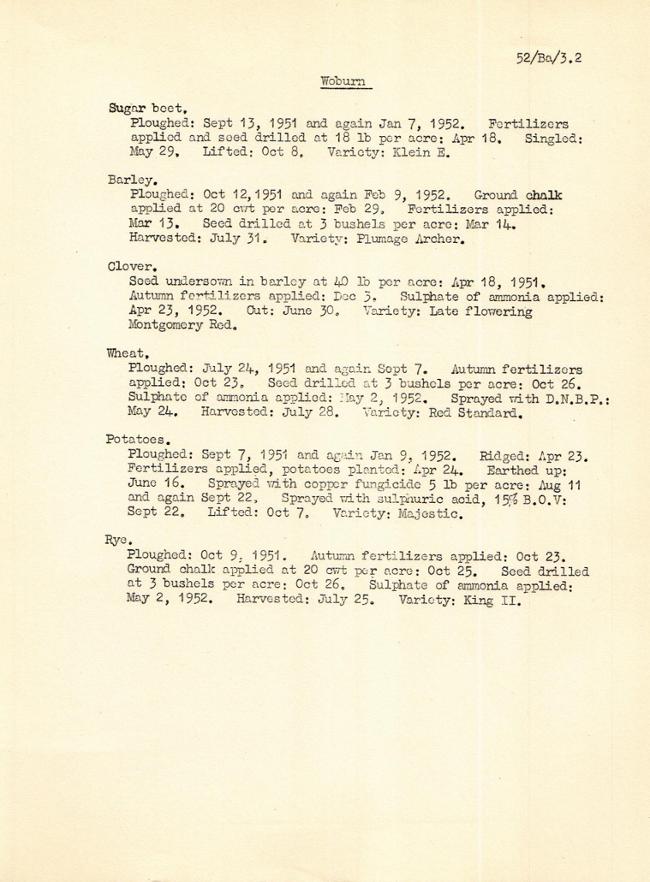 52/Ba/3.2
Woburn
Sugar beet.
Ploughed: Sept 13, 1951 and again Jan 7, 1952. Fertilizers
applied and seed drilled at 18 lb per acre: Apr 18. Singled:
May 29. Lifted: Oct 8. Variety: Klein E.
Barley.
Ploughed: Oct 12,1951 and again Feb 9, 1952. Ground chalk
applied at 20 cwt per acre: Feb 29. Fertilizers applied:
Mar 13. Seed drilled at 3 bushels per acre: Mar 14.
Harvested: July 31. Variety: Plumage Archer.
Clover.
Seed undersown in barley at 40 lb per acre: Apr 18, 1951.
Autumn fertilizers applied: Dec 3. Sulphate of ammonia applied:
Apr 23, 1952. Cut: June 30. Variety: Late flowering
Montgomery Red.
Wheat.
Ploughed: July 24, 1951 and again Sept 7. Autumn fertilizers
applied: Oct 23. Seed drilled at 3 bushels per acre: Oct 26.
Sulphate of ammonia applied: May 2, 1952. Sprayed with D.N.B.P.:
May 24. Harvested: July 28. Variety: Red Standard.
Potatoes.
Ploughed: Sept 7, 1951 and again Jan 9, 1952. Ridged: Apr 23.
Fertilizers applied, potatoes planted: Apr 24. Earthed up:
June 16. Sprayed with copper fungicide 5 lb per acre: Aug 11
and again Sept 22. Sprayed with sulphuric acid, 15% B.O.V:
Sept 22. Lifted: Oct 7. Variety: Majestic.
Rye.
Ploughed: Oct 9, 1951. Autumn fertilizers applied: Oct 23.
Ground chalk applied at 20 cwt per acre: Oct 25. Seed drilled
at 3 bushels per acre: Oct 26. Sulphate of ammonia applied:
May 2, 1952. Harvested: July 25. Variety: King II.